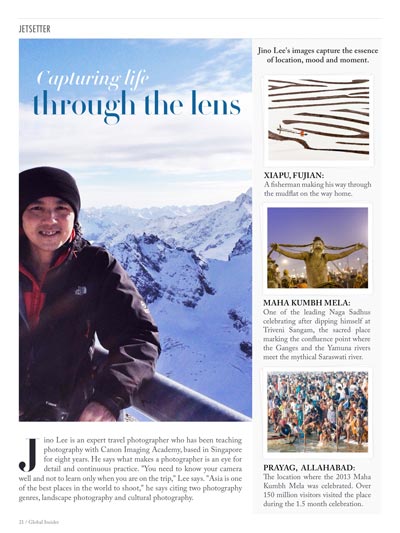 JETSETTER
Capturing life
through the lens
Jino Lee's images capture the essence
of location, mood and moment.
XIAPU, FUJIAN:
A fisherman making his way through
the mudflat on the way home.
MAHA KUMBH MELA:
One of the leading Naga Sadhus
celebrating after dipping himself at
Triveni Sangam, the sacred place
marking the confluence point where
the Ganges and the Yamuna rivers
meet the mythical Saraswati river.
PRAYAG, ALLAHABAD:
The location where the 2013 Maha
Kumbh Mela was celebrated. Over
150 million visitors visited the place
during the 1.5 month celebration.
Jino Lee is an expert travel photographer who has been teaching
photography with Canon Imaging Academy, based in Singapore
for eight years. He says what makes a photographer is an eye for
detail and continuous practice. "You need to know your camera
well and not to learn only when you are on the trip," Lee says. "Asia is one
of the best places in the world to shoot," he says citing two photography
genres, landscape photography and cultural photography.
/ Global Insider